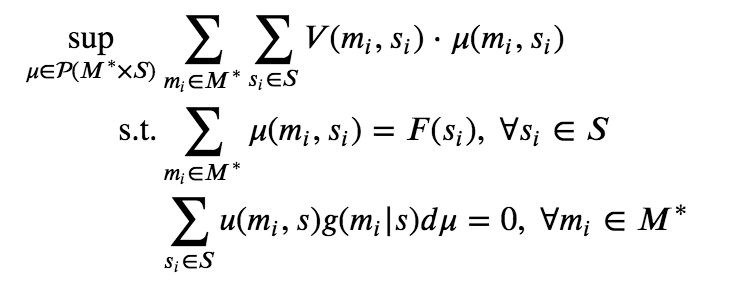 sup_{μ∈𝒫(M*×S)} ∑_{m_i∈M*} ∑_{s_i∈S} V(m_i, s_i) · μ(m_i, s_i)
s.t. ∑_{m_i∈M*} μ(m_i, s_i) = F(s_i), ∀s_i ∈ S
∑_{s_i∈S} u(m_i, s)g(m_i|s)dμ = 0, ∀m_i ∈ M*